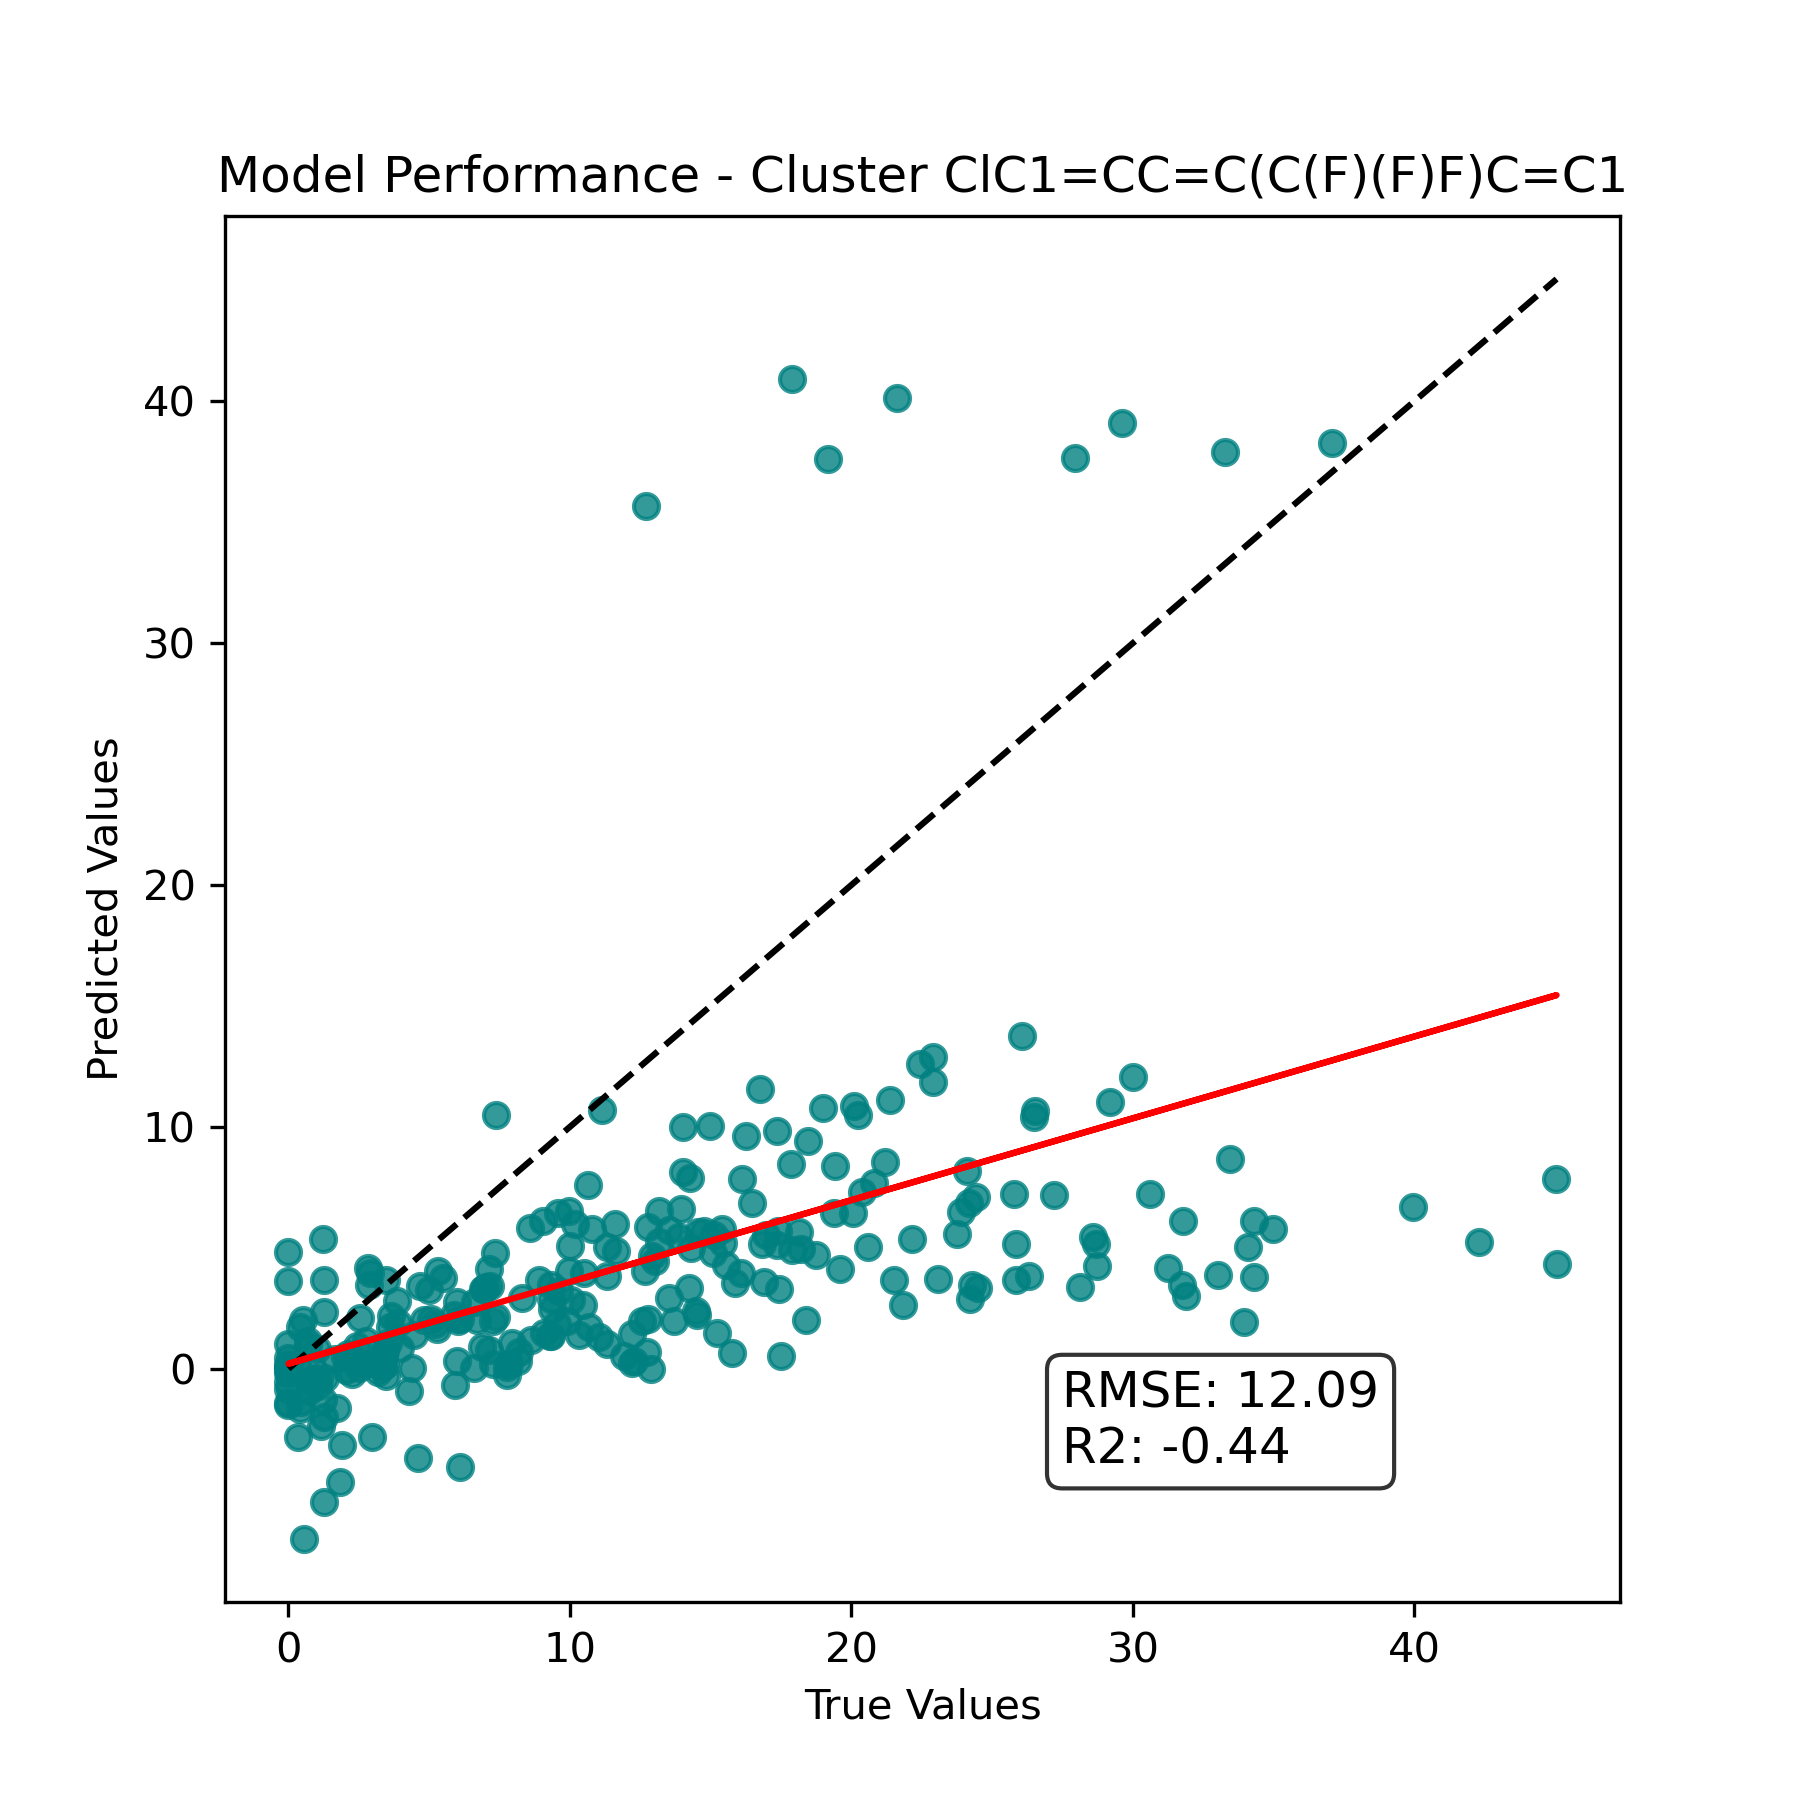 Model Performance - Cluster ClC1=CC=C(C(F)(F)F)C=C1
40
30
20
10
0
Predicted Values
RMSE: 12.09
R2: -0.44
0 10 20 30 40
True Values